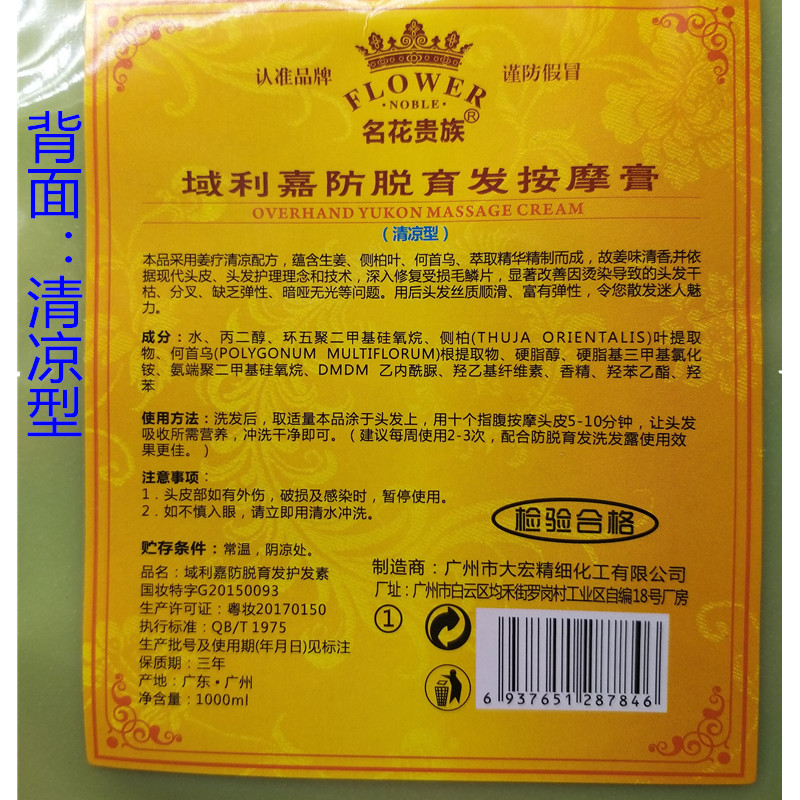 背面：清凉型
认准品牌
FLOWER
谨防假冒
·NOBLE·
名花贵族®
域利嘉防脱育发按摩膏
OVERHAND YUKON MASSAGE CREAM
（清凉型）
本品采用姜疗清凉配方，蕴含生姜、侧柏叶、何首乌、萃取精华精制而成，故姜味清香,并依
据现代头皮、头发护理理念和技术，深入修复受损毛鳞片，显著改善因烫染导致的头发干
枯、分叉、缺乏弹性、暗哑无光等问题。用后头发丝质顺滑、富有弹性，令您散发迷人魅
力。
成分：水、丙二醇、环五聚二甲基硅氧烷、侧柏(THUJA ORIENTALIS)叶提取
物、何首乌(POLYGONUM MULTIFLORUM)根提取物、硬脂醇、硬脂基三甲基氯化
铵、氨端聚二甲基硅氧烷、DMDM 乙内酰脲、羟乙基纤维素、香精、羟苯乙酯、羟
苯
使用方法：洗发后，取适量本品涂于头发上，用十个指腹按摩头皮5-10分钟，让头发
吸收所需营养，冲洗干净即可。（建议每周使用2-3次，配合防脱育发洗发露使用效
果更佳。）
注意事项：
1．头皮部如有外伤，破损及感染时，暂停使用。
2．如不慎入眼，请立即用清水冲洗。
检验合格
贮存条件：常温，阴凉处。
品名：域利嘉防脱育发护发素
国妆特字G20150093
生产许可证：粤妆20170150
执行标准：QB/T 1975
生产批号及使用期(年月日)见标注
保质期：三年
产地：广东·广州
净含量：1000ml
制造商：广州市大宏精细化工有限公司
厂址：广州市白云区均禾街罗岗村工业区自编18号厂房
①
6 937651 287846